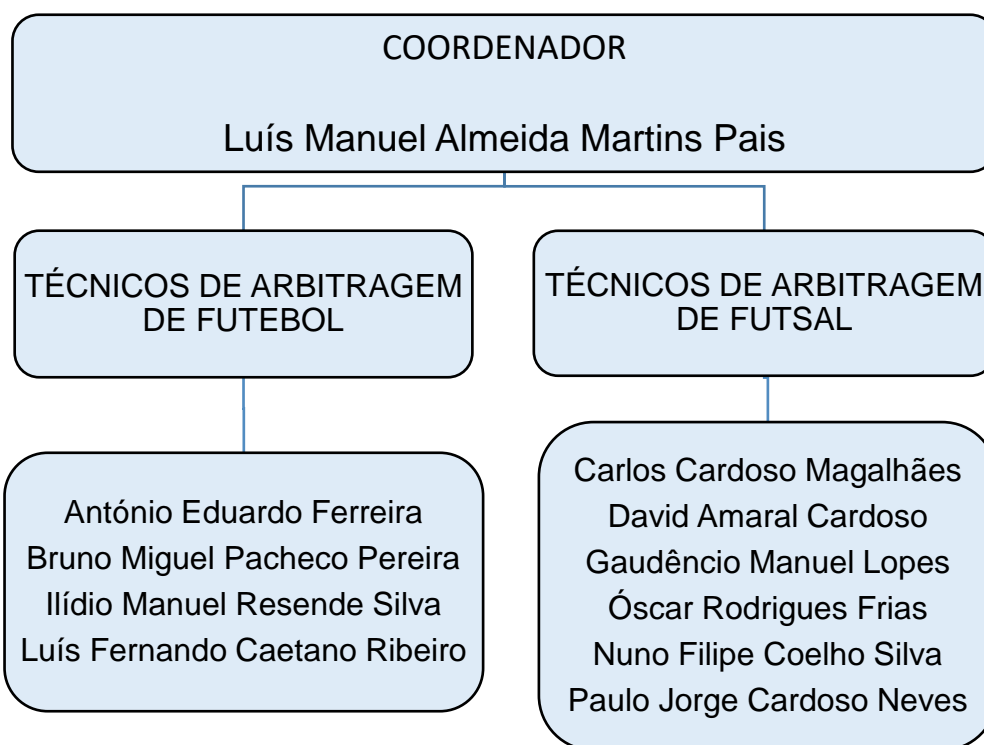 COORDENADOR
Luís Manuel Almeida Martins Pais
TÉCNICOS DE ARBITRAGEM
DE FUTEBOL
TÉCNICOS DE ARBITRAGEM
DE FUTSAL
António Eduardo Ferreira
Bruno Miguel Pacheco Pereira
Ilídio Manuel Resende Silva
Luís Fernando Caetano Ribeiro
Carlos Cardoso Magalhães
David Amaral Cardoso
Gaudêncio Manuel Lopes
Óscar Rodrigues Frias
Nuno Filipe Coelho Silva
Paulo Jorge Cardoso Neves